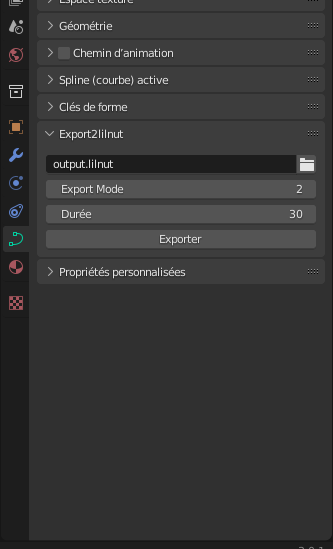 Espace texture
Géométrie
Chemin d'animation
Spline (courbe) active
Clés de forme
Export2lilnut
output.lilnut
Export Mode 2
Durée 30
Exporter
Propriétés personnalisées